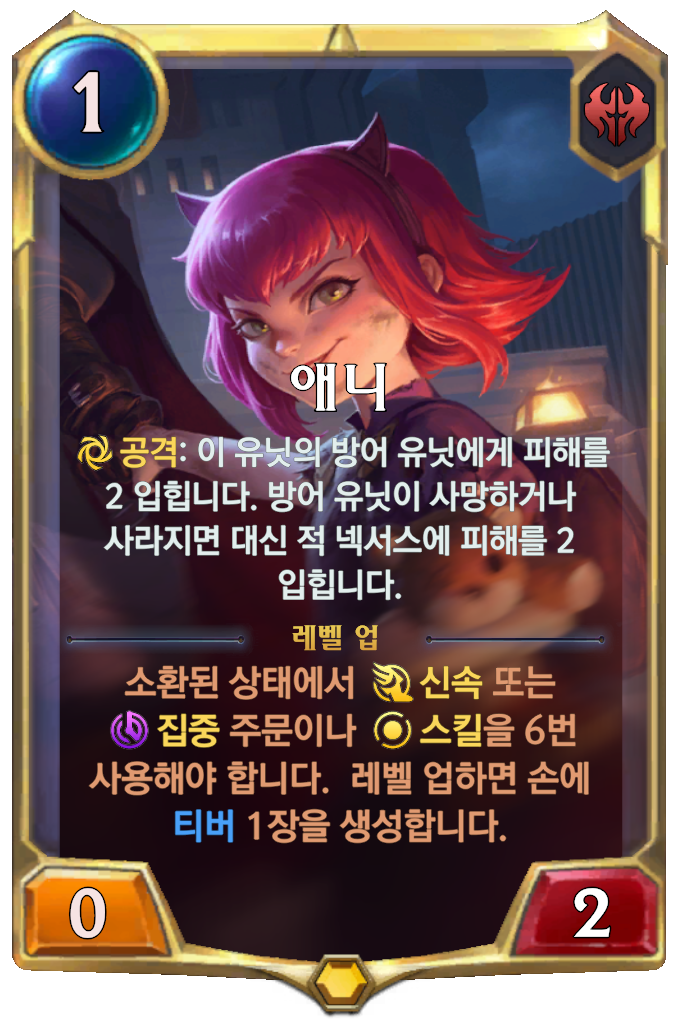 1
애니
공격: 이 유닛의 방어 유닛에게 피해를
2 입힙니다. 방어 유닛이 사망하거나
사라지면 대신 적 넥서스에 피해를 2
입힙니다.
레벨 업
소환된 상태에서 신속 또는
집중 주문이나 스킬을 6번
사용해야 합니다. 레벨 업하면 손에
티버 1장을 생성합니다.
0
2